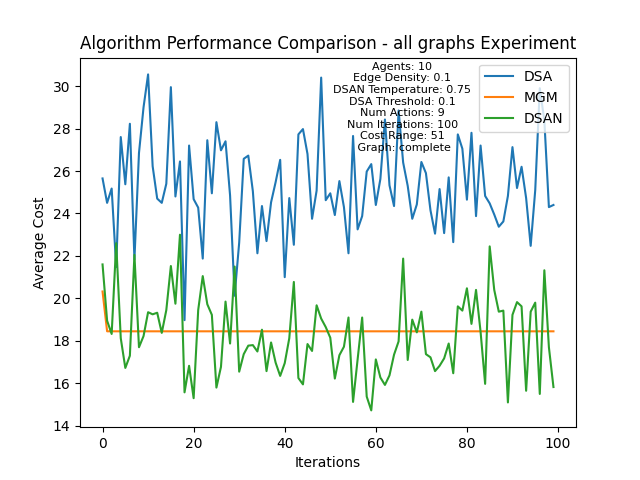 Algorithm Performance Comparison - all graphs Experiment
Agents: 10
Edge Density: 0.1
DSAN Temperature: 0.75
DSA Threshold: 0.1
Num Actions: 9
Num Iterations: 100
Cost Range: 51
Graph: complete
DSA
MGM
DSAN
Average Cost
30
28
26
24
22
20
18
16
14
0
20
40
60
80
100
Iterations